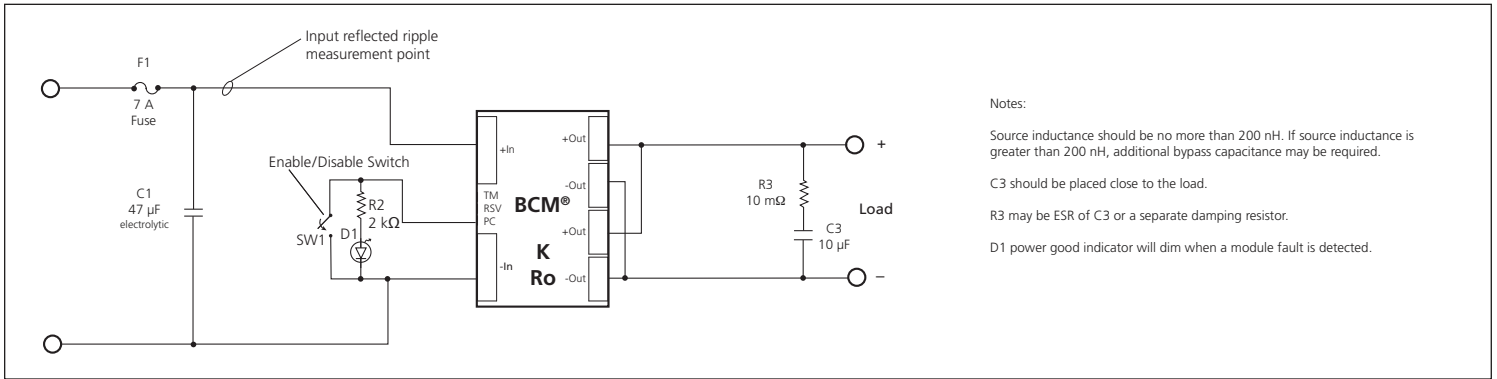 Input reflected ripple
measurement point
F1
7 A
Fuse
C1
47 µF
electrolytic
Enable/Disable Switch
SW1
R2
2 kΩ
D1
+In
TM
RSV
PC
-In
BCM®
K
Ro
+Out
-Out
+Out
-Out
R3
10 mΩ
C3
10 µF
+
Load
–
Notes:
Source inductance should be no more than 200 nH. If source inductance is
greater than 200 nH, additional bypass capacitance may be required.
C3 should be placed close to the load.
R3 may be ESR of C3 or a separate damping resistor.
D1 power good indicator will dim when a module fault is detected.